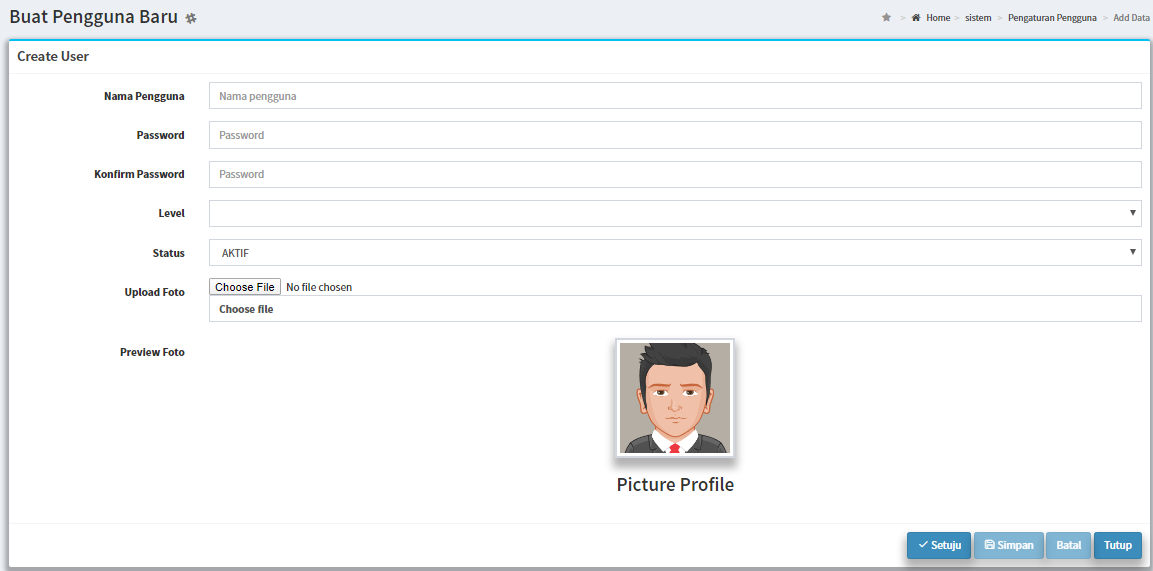 Buat Pengguna Baru
> Home > sistem > Pengaturan Pengguna > Add Data
Create User
Nama Pengguna Nama pengguna
Password Password
Konfirm Password Password
Level
Status AKTIF
Upload Foto Choose File No file chosen
Choose file
Preview Foto
Picture Profile
Setuju Simpan Batal Tutup